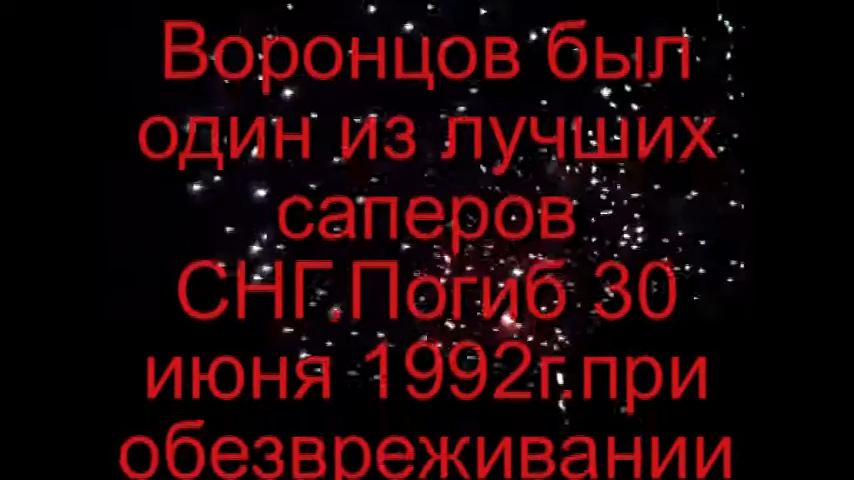 Воронцов был
один из лучших
саперов
СНГ.Погиб 30
июня 1992г.при
обезвреживании